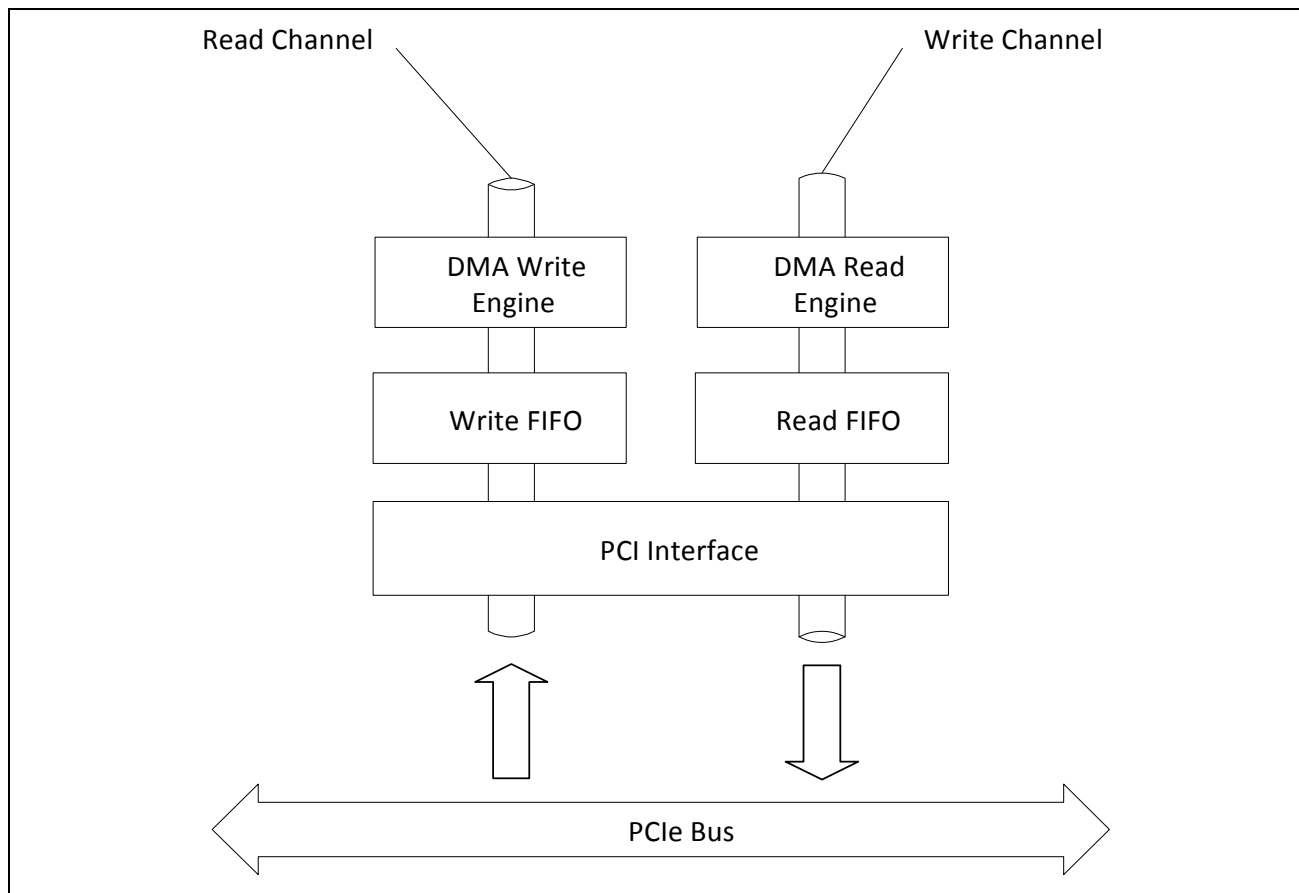 Read Channel
Write Channel
DMA Write
Engine
DMA Read
Engine
Write FIFO
Read FIFO
PCI Interface
PCIe Bus